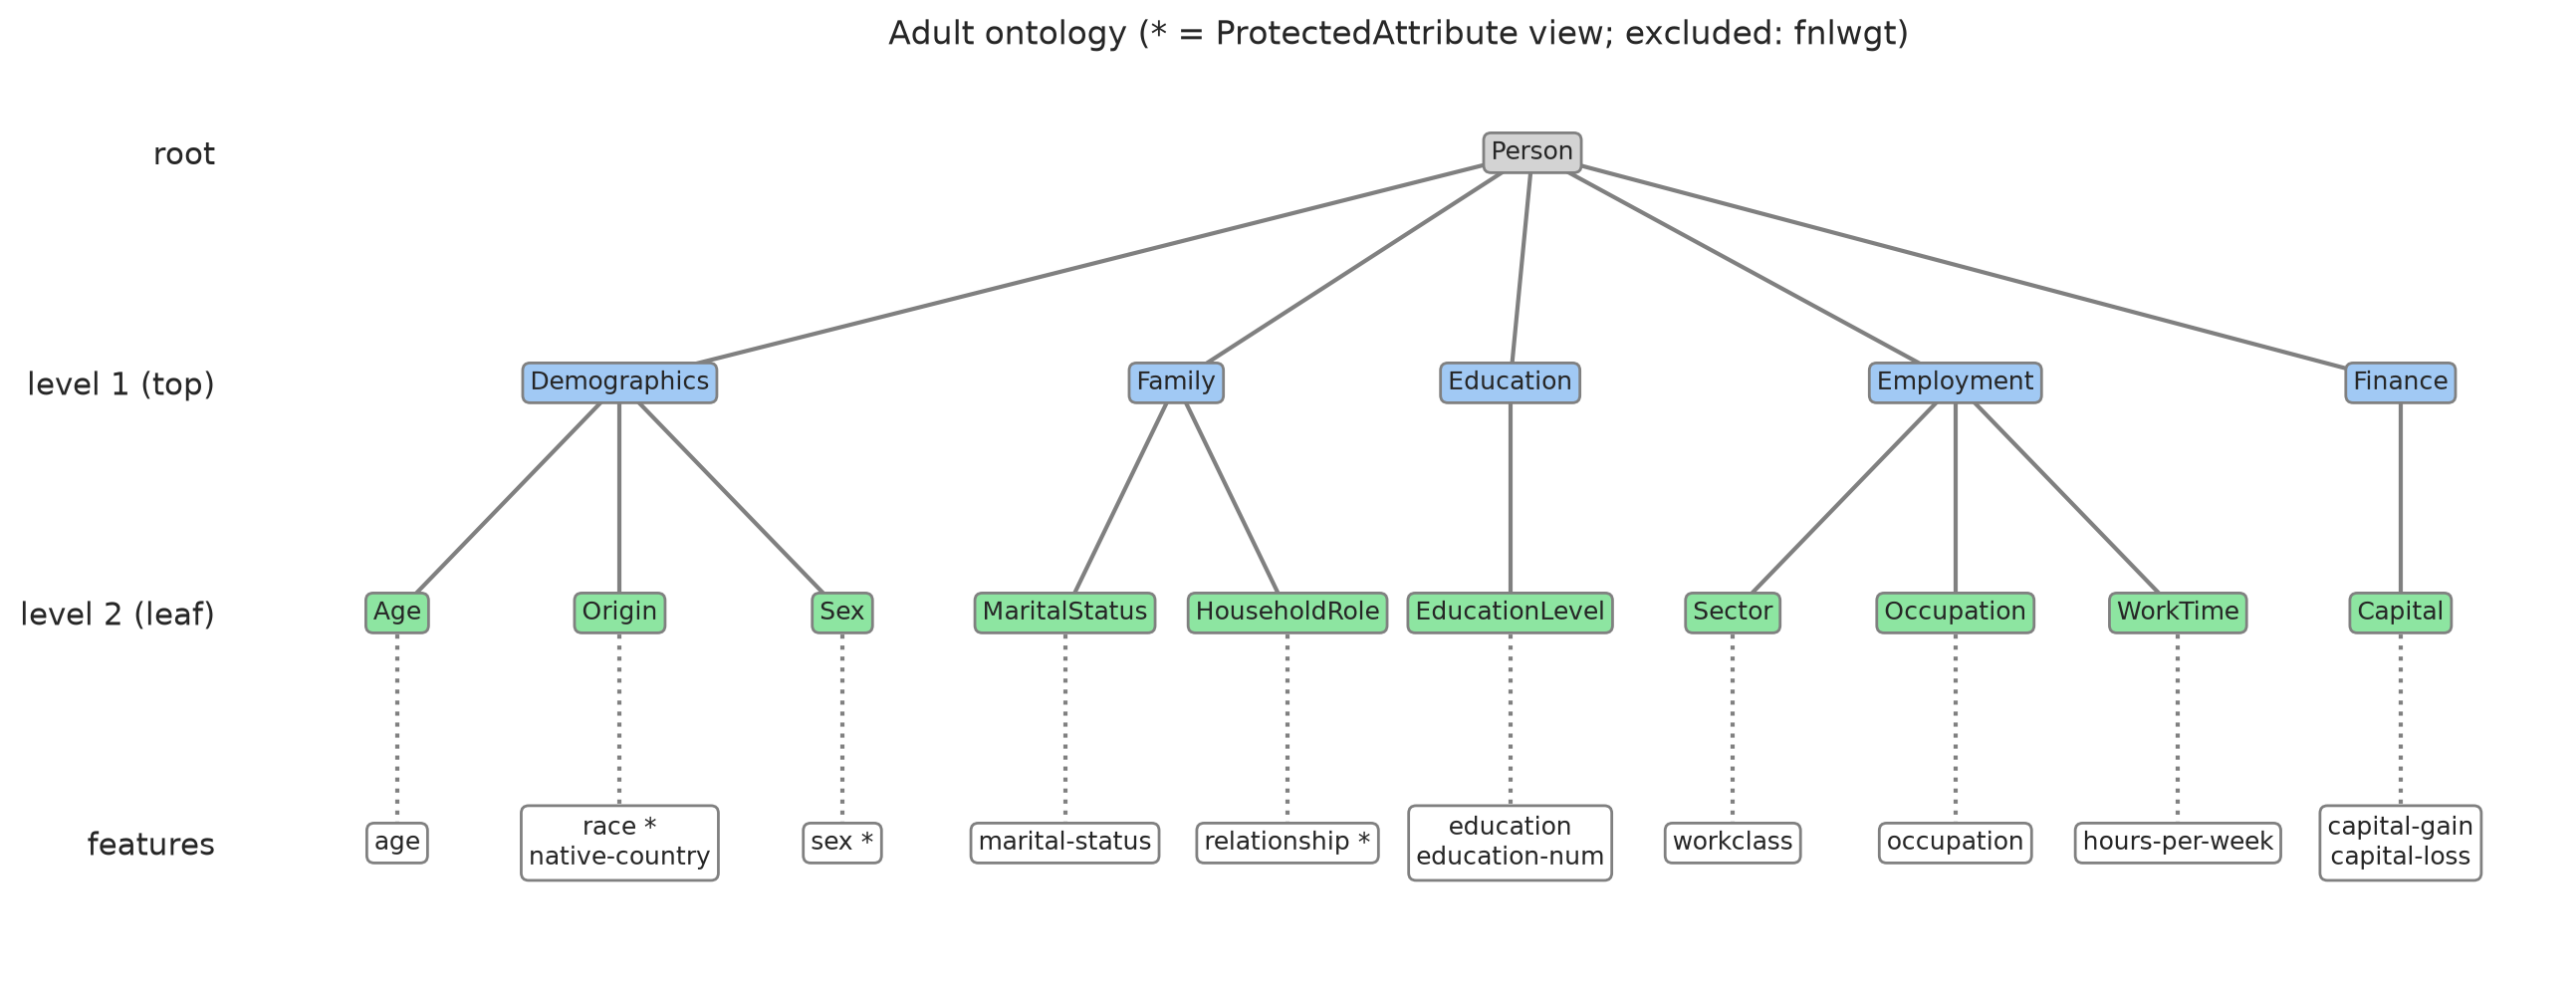 Adult ontology (* = ProtectedAttribute view; excluded: fnlwgt)
root
Person
level 1 (top)
Demographics
Family
Education
Employment
Finance
level 2 (leaf)
Age
Origin
Sex
MaritalStatus
HouseholdRole
EducationLevel
Sector
Occupation
WorkTime
Capital
features
age
race *
native-country
sex *
marital-status
relationship *
education
education-num
workclass
occupation
hours-per-week
capital-gain
capital-loss